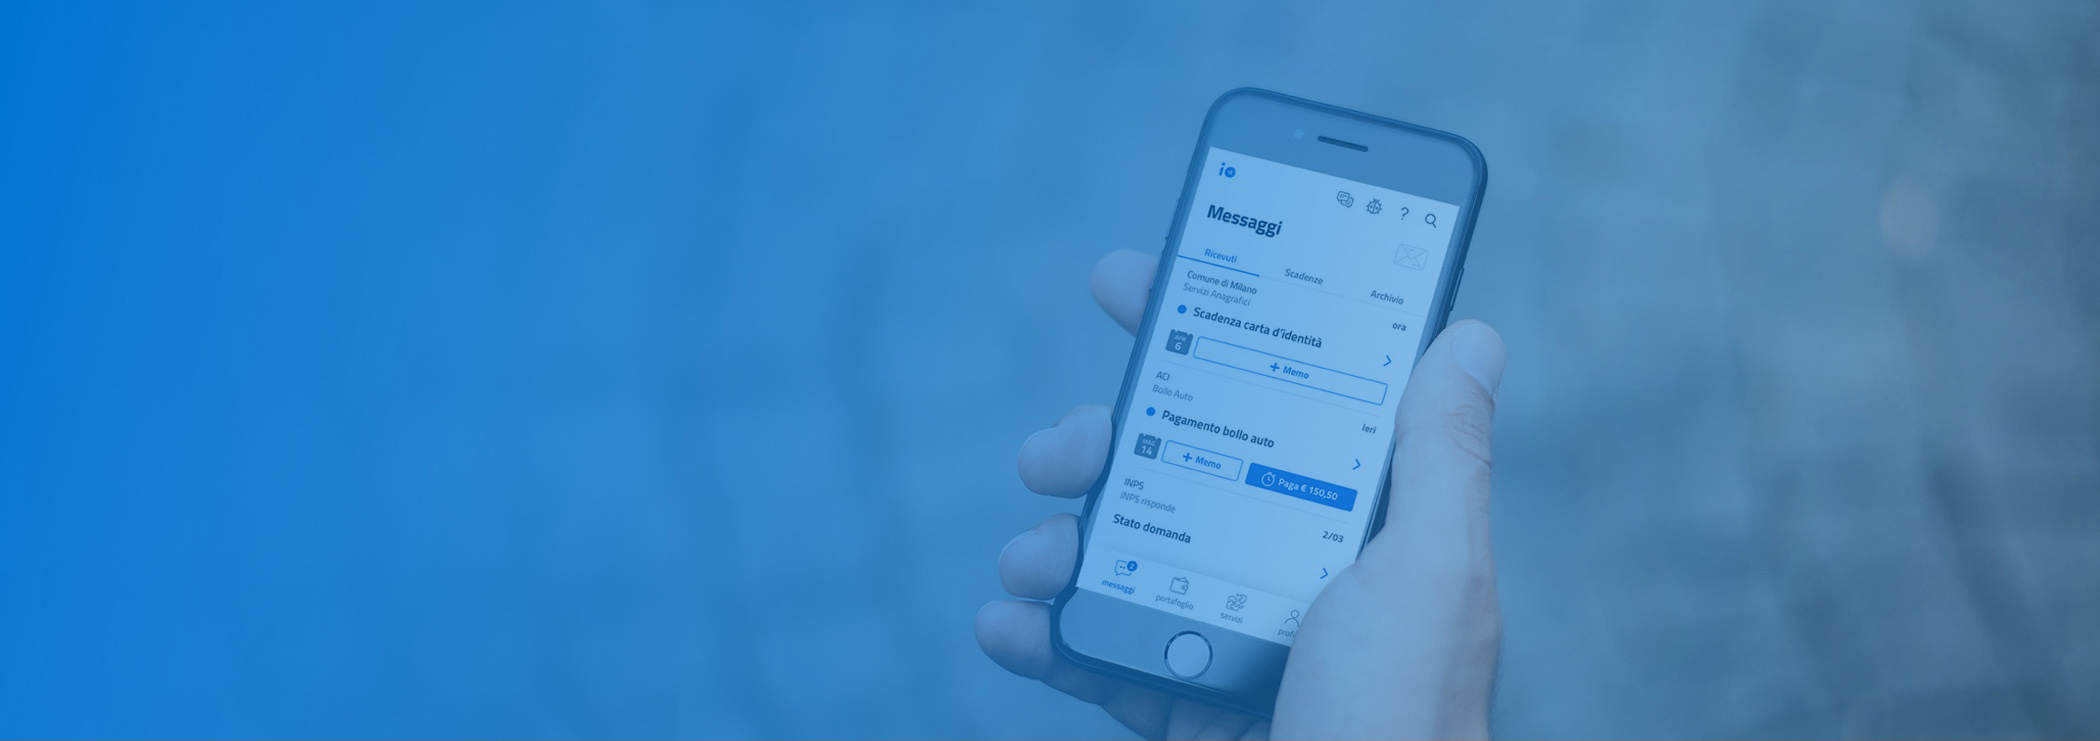 io
Messaggi
Ricevuti
Scadenze
Archivio
Comune di Milano
Servizi Anagrafici
ora
Scadenza carta d'identità
6
+ Memo
ACI
Bollo Auto
ieri
Pagamento bollo auto
14
+ Memo
Paga € 150,50
INPS
INPS risponde
2/03
Stato domanda
2
messaggi
portafoglio
servizi